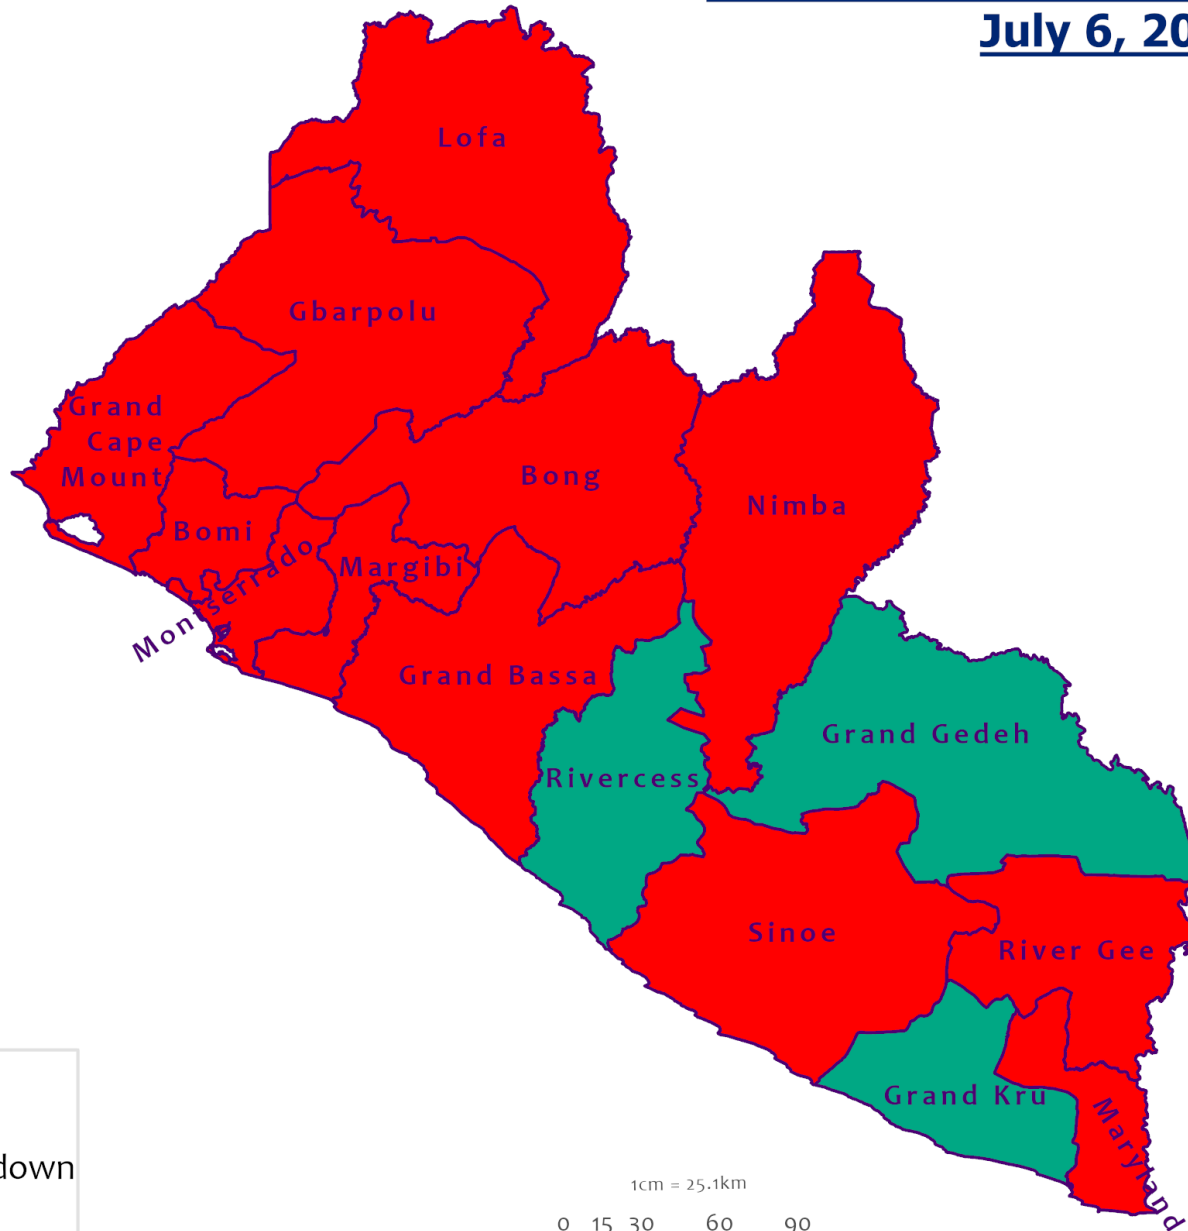 July 6, 20
Lofa
Gbarpolu
Grand
Cape
Mount
Bong
Nimba
Bomi
Montserrado
Margibi
Grand Bassa
Grand Gedeh
Rivercess
Sinoe
River Gee
Grand Kru
Maryland
down
1cm = 25.1km
0 15 30 60 90